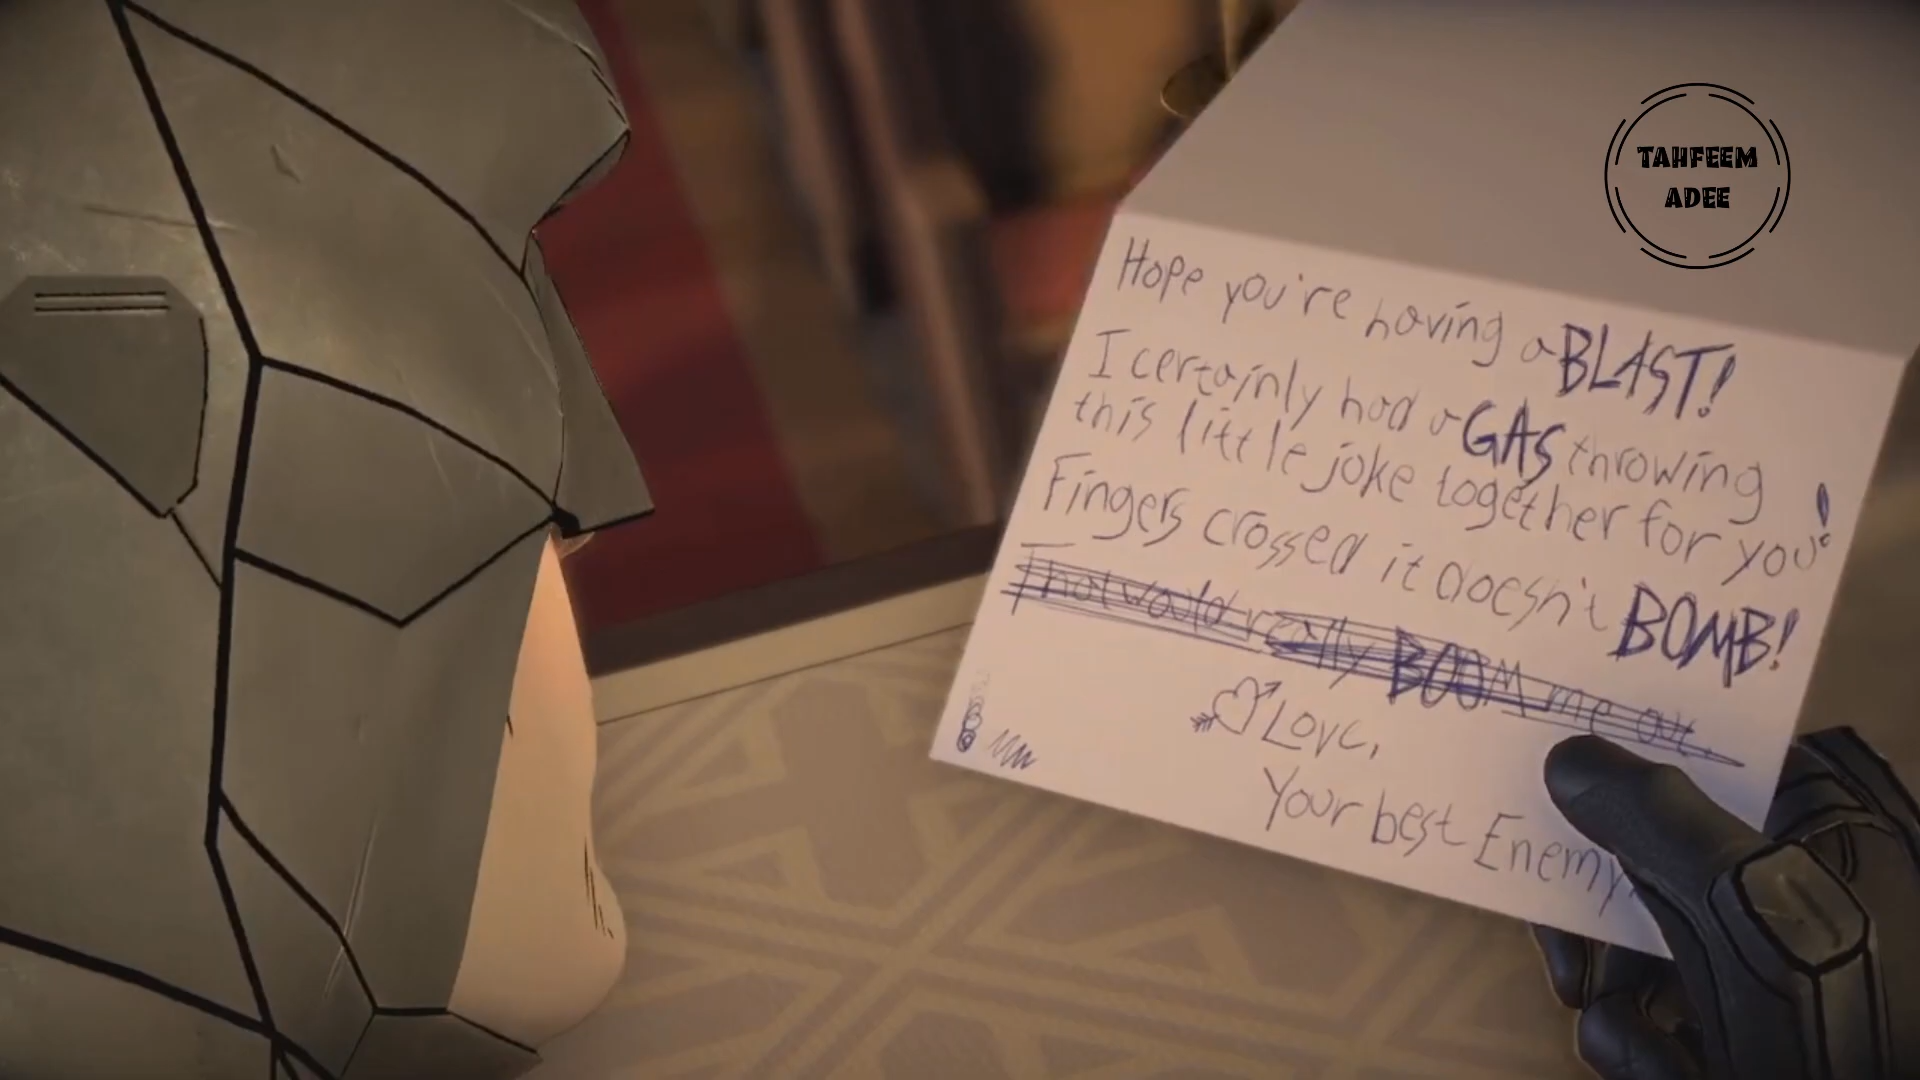 TAHFEEM
ADEE
Hope you're having a BLAST!
I certainly had a GAS throwing
this little joke together for you!
Fingers crossed it doesn't BOMB!
That would really BOOM me out.
Love,
Your best Enemy